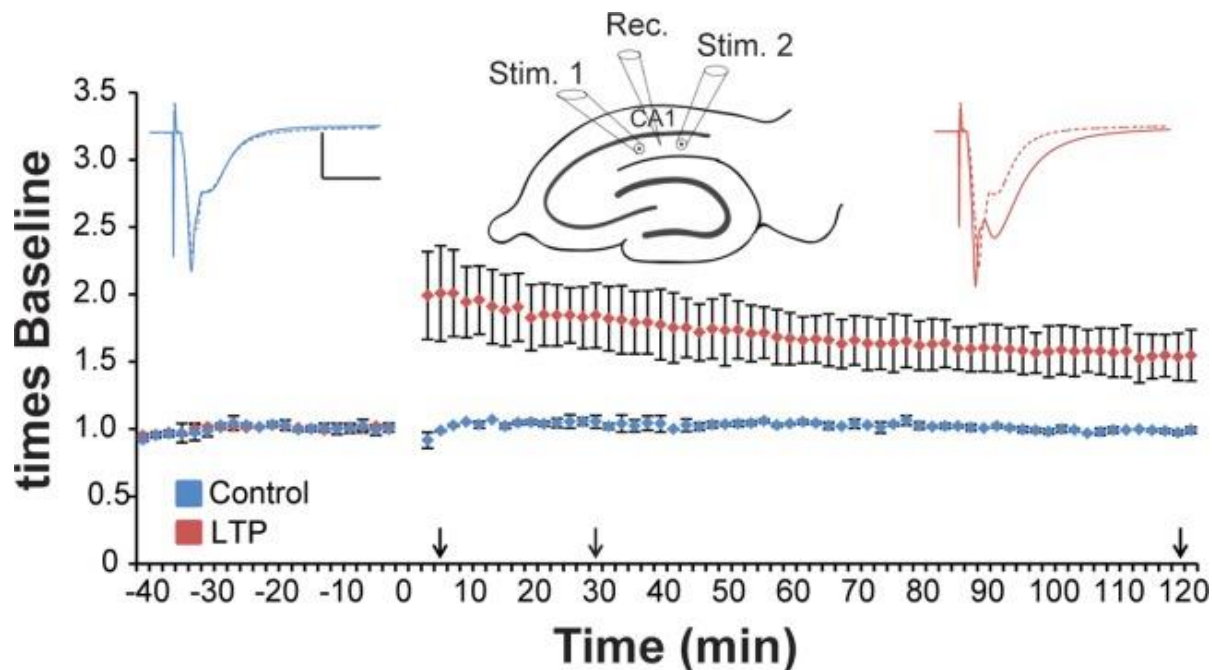 Rec.
Stim. 1
Stim. 2
CA1
times Baseline
3.5
3.0
2.5
2.0
1.5
1.0
0.5
0
Control
LTP
-40 -30 -20 -10 0 10 20 30 40 50 60 70 80 90 100 110 120
Time (min)